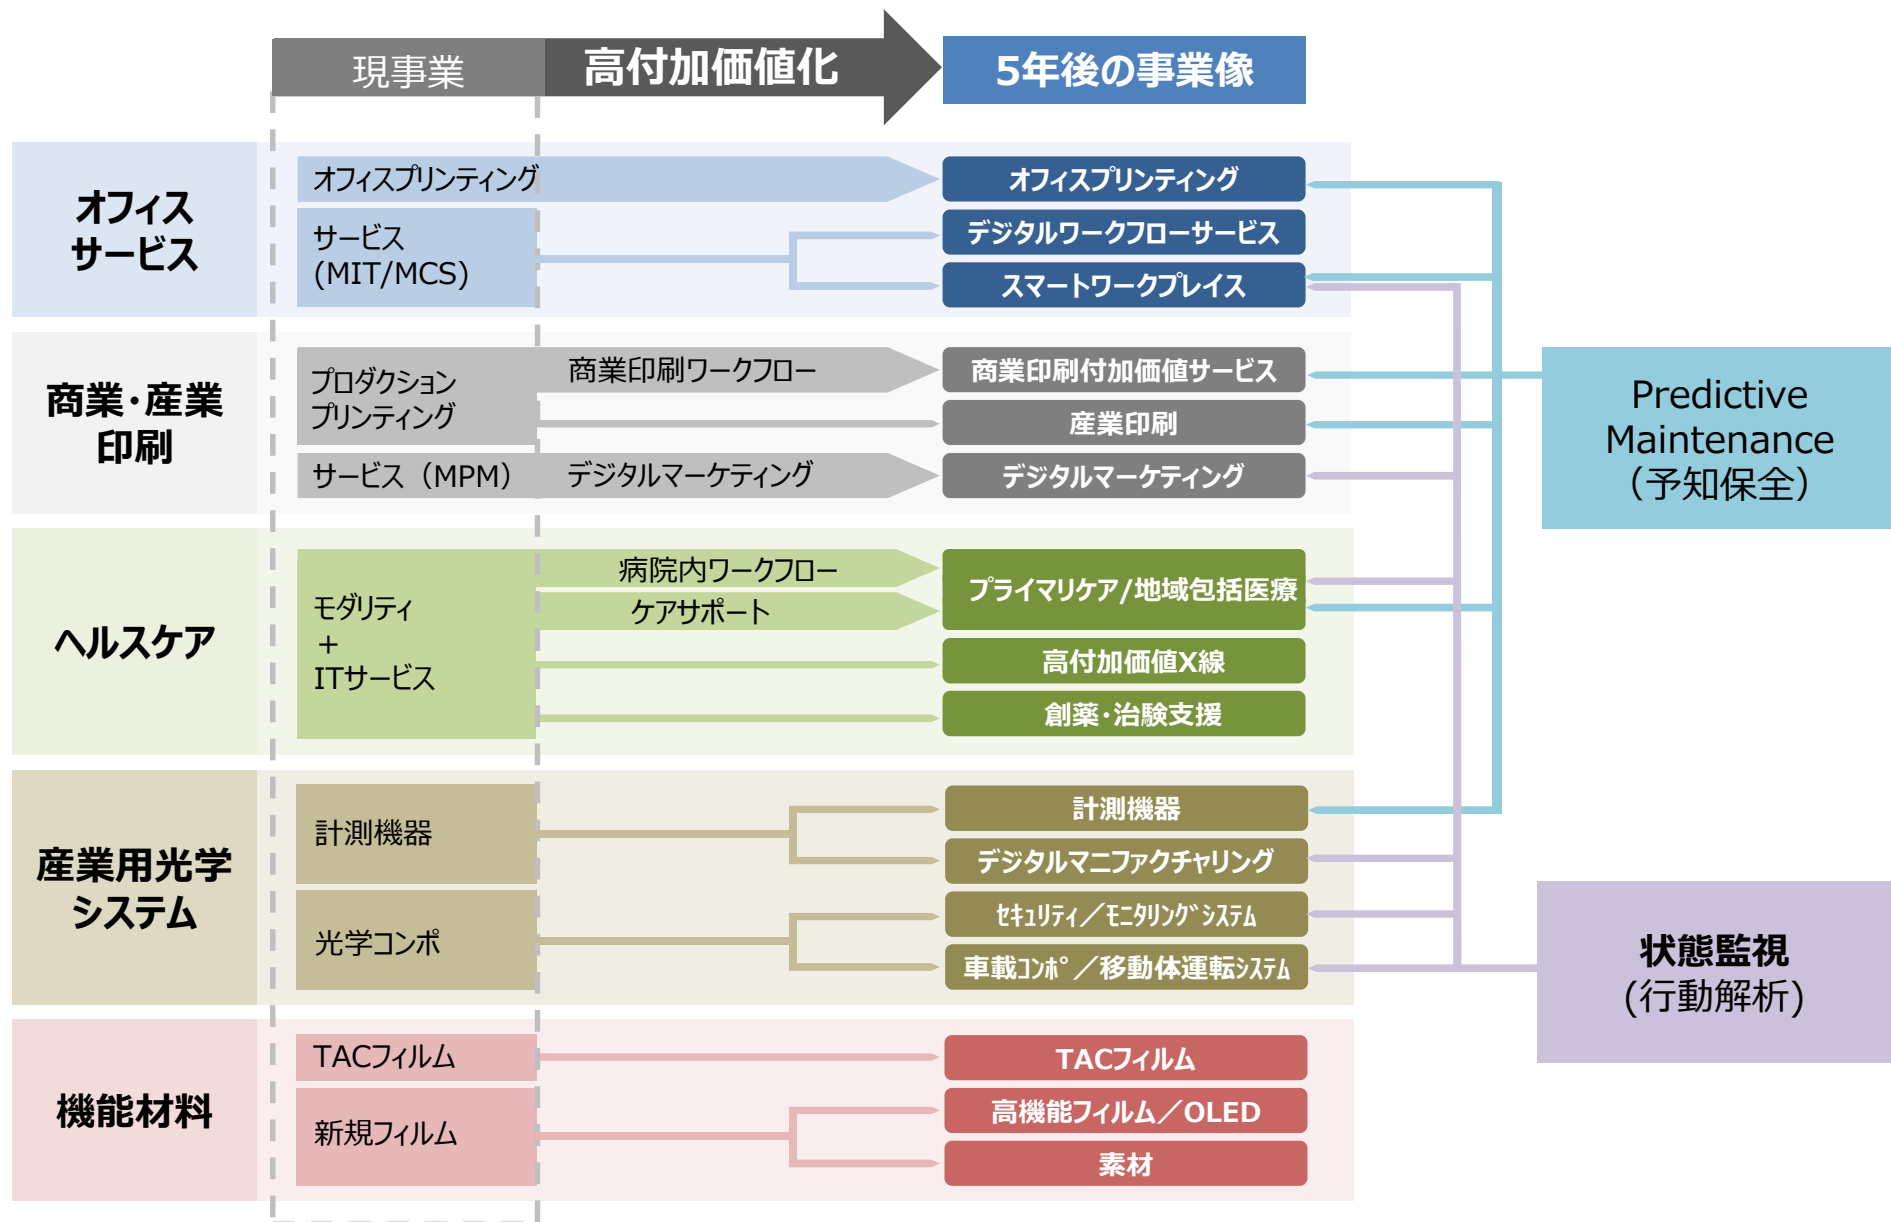 現事業
高付加価値化
5年後の事業像
オフィス
サービス
オフィスプリンティング
サービス
(MIT/MCS)
オフィスプリンティング
デジタルワークフローサービス
スマートワークプレイス
商業・産業
印刷
プロダクション
プリンティング
商業印刷ワークフロー
サービス（MPM）
デジタルマーケティング
商業印刷付加価値サービス
産業印刷
デジタルマーケティング
Predictive
Maintenance
（予知保全）
ヘルスケア
モダリティ
+
ITサービス
病院内ワークフロー
ケアサポート
プライマリケア/地域包括医療
高付加価値X線
創薬・治験支援
産業用光学
システム
計測機器
光学コンポ
計測機器
デジタルマニファクチャリング
ｾｷｭﾘﾃｨ／ﾓﾆﾀﾘﾝｸﾞｼｽﾃﾑ
車載ｺﾝﾎﾟ／移動体運転ｼｽﾃﾑ
状態監視
(行動解析)
機能材料
TACフィルム
新規フィルム
TACフィルム
高機能フィルム／OLED
素材